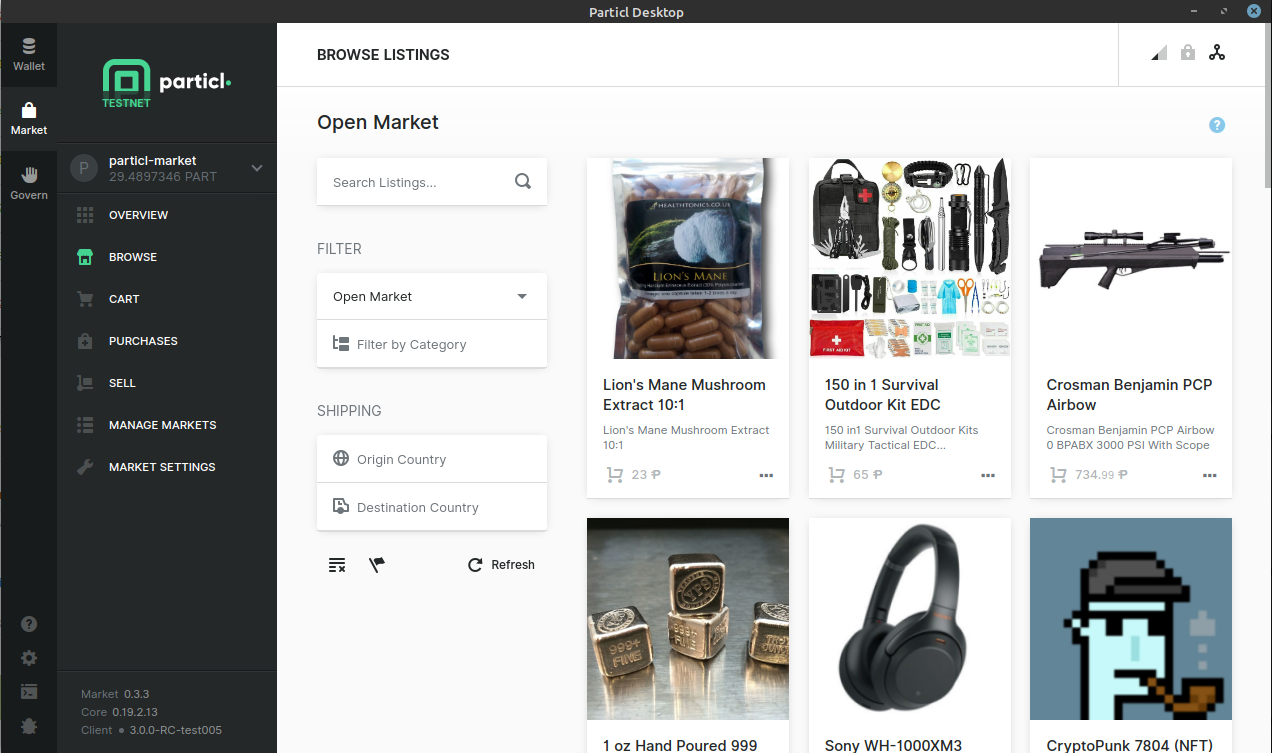 Particl Desktop
Wallet
Market
Govern
particl
TESTNET
P
particl-market
29.4897346 PART
OVERVIEW
BROWSE
CART
PURCHASES
SELL
MANAGE MARKETS
MARKET SETTINGS
Market 0.3.3
Core 0.19.2.13
Client 3.0.0-RC-test005
BROWSE LISTINGS
Open Market
?
Search Listings...
FILTER
Open Market
Filter by Category
SHIPPING
Origin Country
Destination Country
Refresh
HEALTHTONICS.CO.UK
LION'S MANE
Lion's Mane Mushroom
Extract 10:1
Lion's Mane Mushroom Extract
10:1
23 ₱
FIRST AID KIT
150 in 1 Survival
Outdoor Kit EDC
150 in1 Survival Outdoor Kits
Military Tactical EDC...
65 ₱
Crosman Benjamin PCP
Airbow
Crosman Benjamin PCP Airbow
0 BPABX 3000 PSI With Scope
734.99 ₱
YPS
999+
FINE
999+
FINE
1 oz Hand Poured 999
Sony WH-1000XM3
CryptoPunk 7804 (NFT)